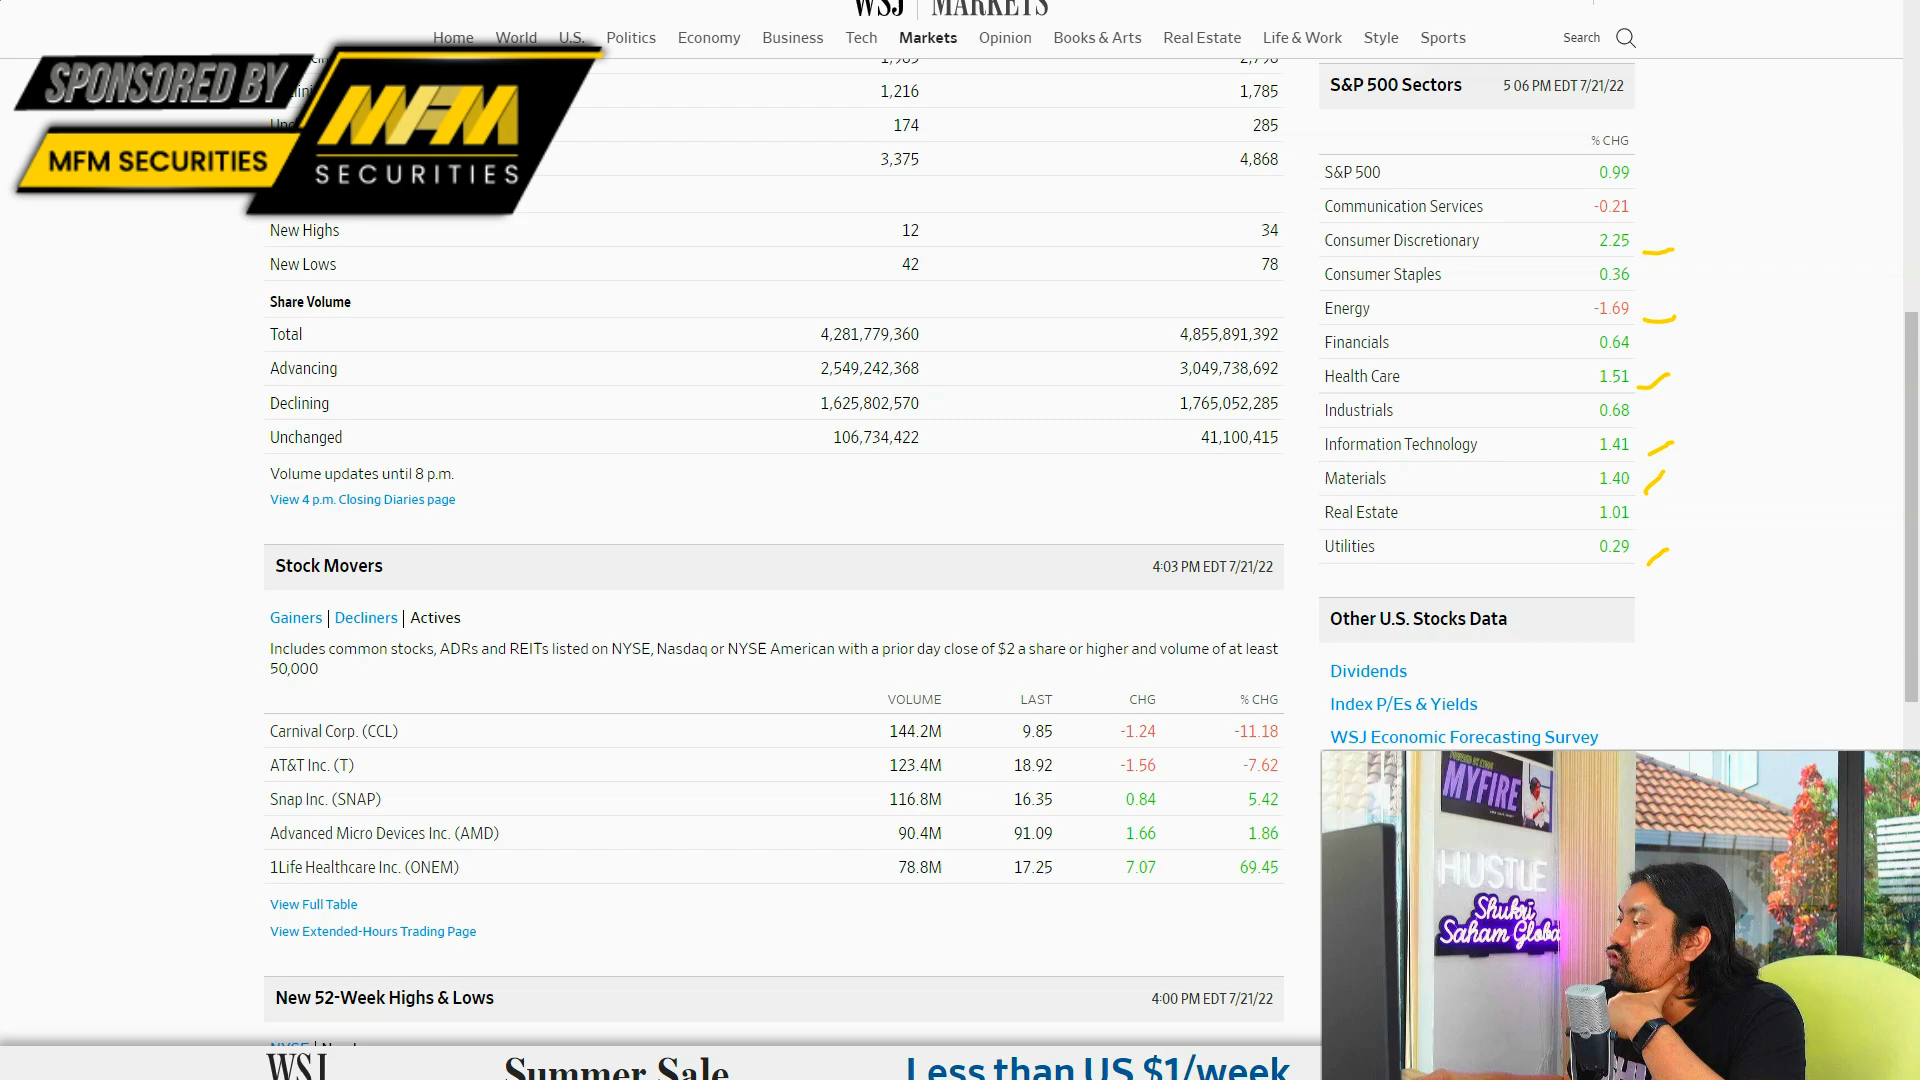 WSJ MARKETS
Home World U.S. Politics Economy Business Tech Markets Opinion Books & Arts Real Estate Life & Work Style Sports Search
SPONSORED BY
MFM SECURITIES
MFM
SECURITIES
1,216 1,785
174 285
3,375 4,868
New Highs 12 34
New Lows 42 78
Share Volume
Total 4,281,779,360 4,855,891,392
Advancing 2,549,242,368 3,049,738,692
Declining 1,625,802,570 1,765,052,285
Unchanged 106,734,422 41,100,415
Volume updates until 8 p.m.
View 4 p.m. Closing Diaries page
Stock Movers 4:03 PM EDT 7/21/22
Gainers | Decliners | Actives
Includes common stocks, ADRs and REITs listed on NYSE, Nasdaq or NYSE American with a prior day close of $2 a share or higher and volume of at least
50,000
VOLUME LAST CHG % CHG
Carnival Corp. (CCL) 144.2M 9.85 -1.24 -11.18
AT&T Inc. (T) 123.4M 18.92 -1.56 -7.62
Snap Inc. (SNAP) 116.8M 16.35 0.84 5.42
Advanced Micro Devices Inc. (AMD) 90.4M 91.09 1.66 1.86
1Life Healthcare Inc. (ONEM) 78.8M 17.25 7.07 69.45
View Full Table
View Extended-Hours Trading Page
New 52-Week Highs & Lows 4:00 PM EDT 7/21/22
WSJ Summer Sale Less than US $1/week
S&P 500 Sectors 5 06 PM EDT 7/21/22
% CHG
S&P 500 0.99
Communication Services -0.21
Consumer Discretionary 2.25
Consumer Staples 0.36
Energy -1.69
Financials 0.64
Health Care 1.51
Industrials 0.68
Information Technology 1.41
Materials 1.40
Real Estate 1.01
Utilities 0.29
Other U.S. Stocks Data
Dividends
Index P/Es & Yields
WSJ Economic Forecasting Survey
MYFIRE
HUSTLE
Shukri
Saham Global